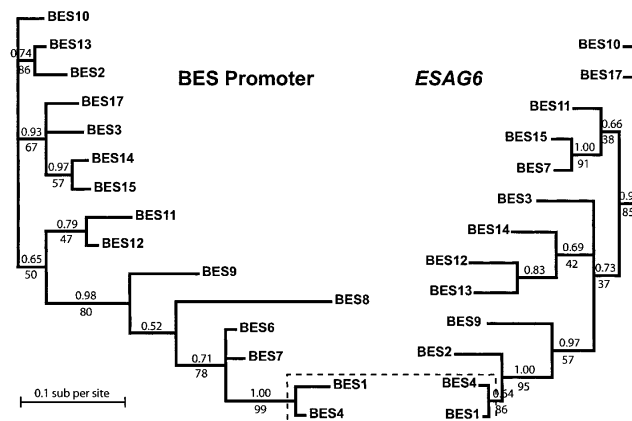 BES10
0.74
86
BES13
BES2
BES Promoter
BES17
0.93
67
BES3
0.97
57
BES14
BES15
0.79
47
BES11
BES12
0.65
50
BES9
0.98
80
BES8
0.52
BES6
0.71
78
BES7
1.00
99
BES1
BES4
0.1 sub per site
ESAG6
BES10
BES17
BES11
0.66
38
BES15
1.00
91
BES7
85
BES3
BES14
0.69
42
BES12
0.83
BES13
0.73
37
BES9
0.97
57
BES2
1.00
95
BES4
86
BES1